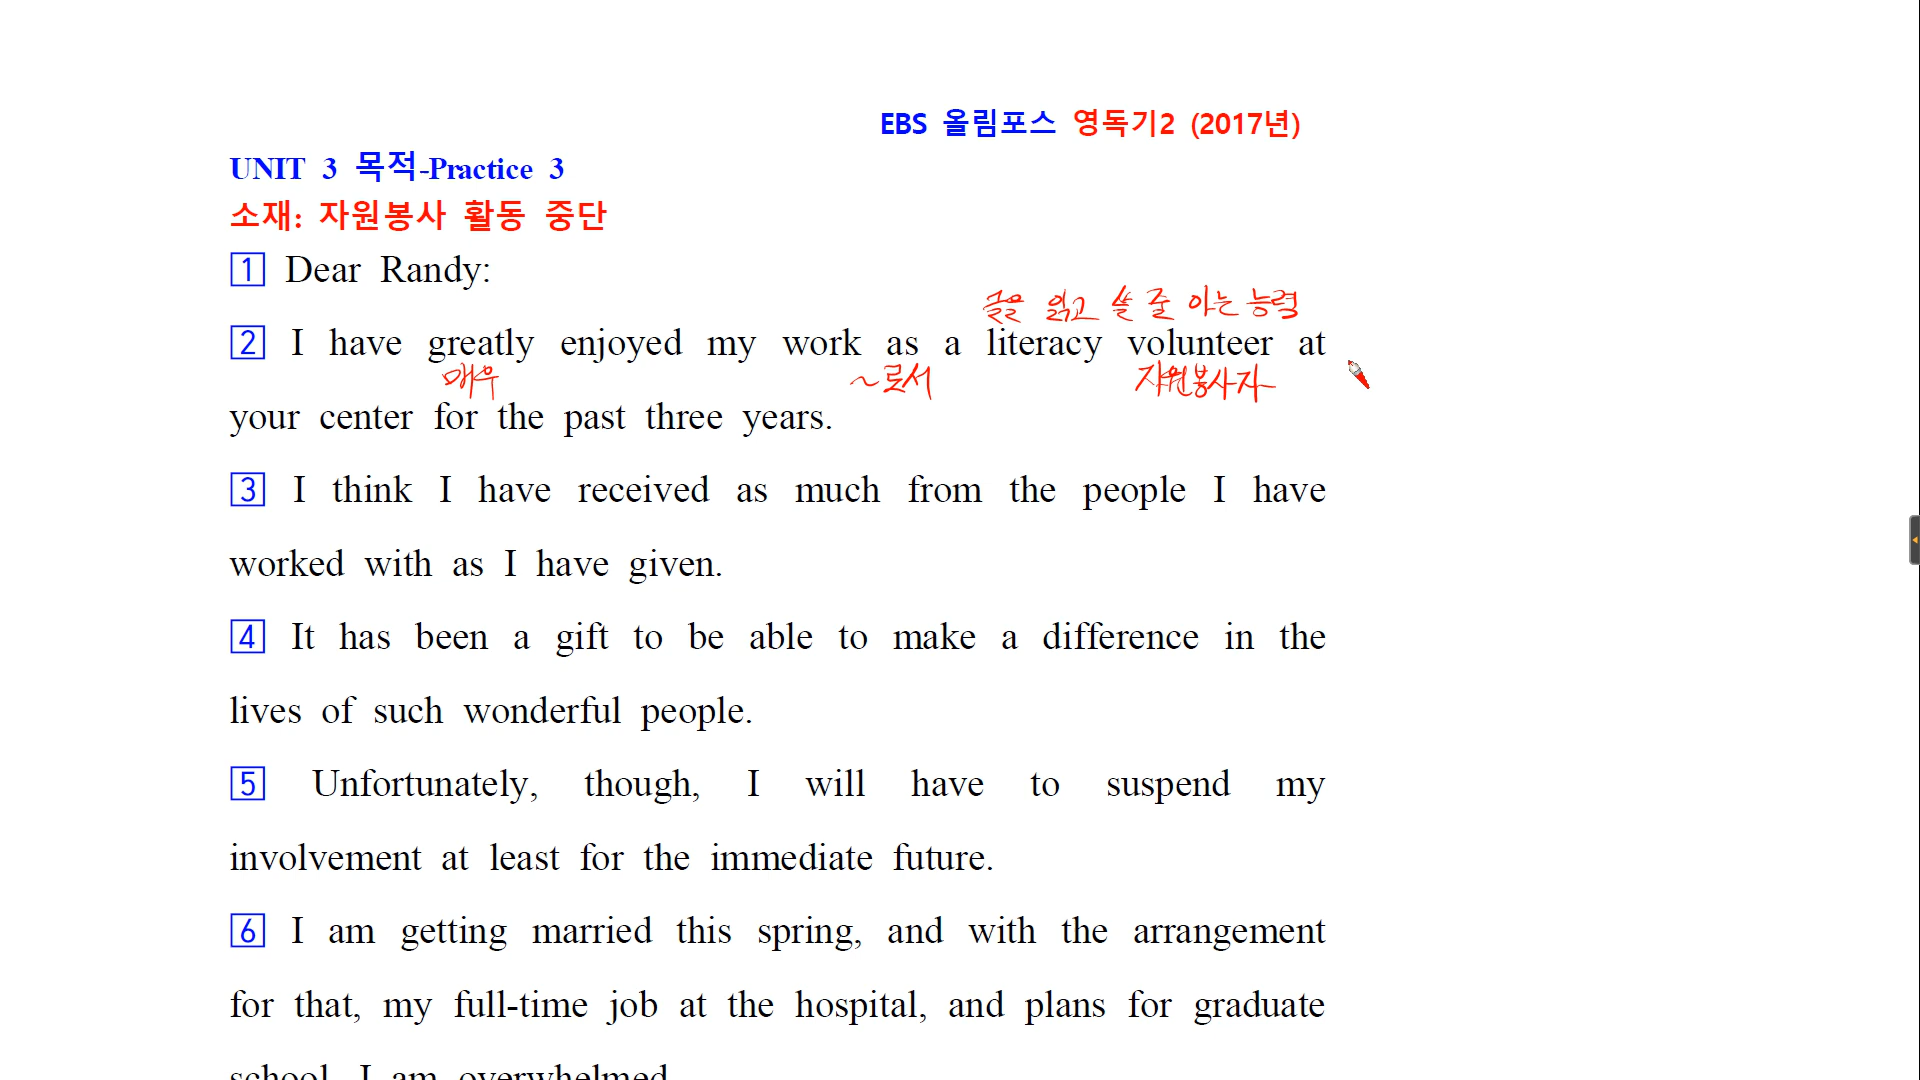 EBS 올림포스 영독기2 (2017년)
UNIT 3 목적-Practice 3
소재: 자원봉사 활동 중단
1 Dear Randy:
글을 읽고 쓸 줄 아는 능력
2 I have greatly enjoyed my work as a literacy volunteer at
매우 ~로서 자원봉사자
your center for the past three years.
3 I think I have received as much from the people I have
worked with as I have given.
4 It has been a gift to be able to make a difference in the
lives of such wonderful people.
5 Unfortunately, though, I will have to suspend my
involvement at least for the immediate future.
6 I am getting married this spring, and with the arrangement
for that, my full-time job at the hospital, and plans for graduate
school, I am overwhelmed.